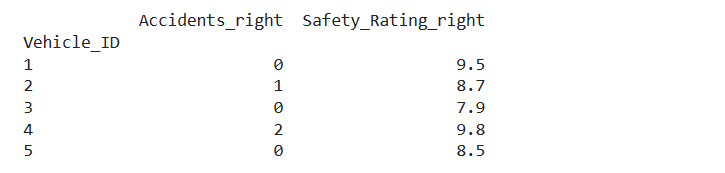 Accidents_right Safety_Rating_right
Vehicle_ID
1 0 9.5
2 1 8.7
3 0 7.9
4 2 9.8
5 0 8.5